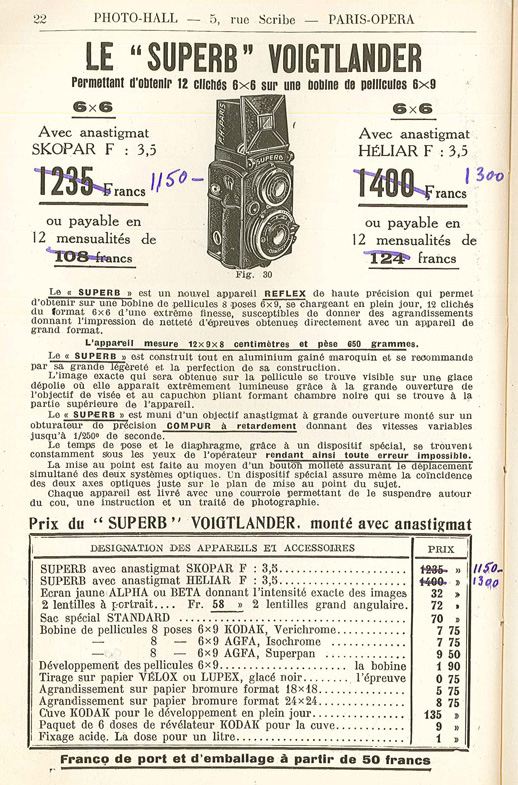 22 PHOTO-HALL — 5, rue Scribe — PARIS-OPERA
LE "SUPERB" VOIGTLANDER
Permettant d'obtenir 12 clichés 6×6 sur une bobine de pellicules 6×9
6×6
Avec anastigmat
SKOPAR F : 3,5
1235 Francs 1150-
ou payable en
12 mensualités de
108 francs
PHOTO-HALL PARIS
SUPERB
Fig. 30
6×6
Avec anastigmat
HÉLIAR F : 3,5
1400 Francs 1300
ou payable en
12 mensualités de
124 francs
Le « SUPERB » est un nouvel appareil REFLEX de haute précision qui permet
d'obtenir sur une bobine de pellicules 8 poses 6×9, se chargeant en plein jour, 12 clichés
du format 6×6 d'une extrême finesse, susceptibles de donner des agrandissements
donnant l'impression de netteté d'épreuves obtenues directement avec un appareil de
grand format.
L'appareil mesure 12×9×8 centimètres et pèse 650 grammes.
Le « SUPERB » est construit tout en aluminium gainé maroquin et se recommande
par sa grande légèreté et la perfection de sa construction.
L'image exacte qui sera obtenue sur la pellicule se trouve visible sur une glace
dépolie où elle apparait extrêmement lumineuse grâce à la grande ouverture de
l'objectif de visée et au capuchon pliant formant chambre noire qui se trouve à la
partie supérieure de l'appareil.
Le « SUPERB » est muni d'un objectif anastigmat à grande ouverture monté sur un
obturateur de précision COMPUR à retardement donnant des vitesses variables
jusqu'à 1/250e de seconde.
Le temps de pose et le diaphragme, grâce à un dispositif spécial, se trouvent
constamment sous les yeux de l'opérateur rendant ainsi toute erreur impossible.
La mise au point est faite au moyen d'un bouton molleté assurant le déplacement
simultané des deux systèmes optiques. Un dispositif spécial assure même la coïncidence
des deux axes optiques juste sur le plan de mise au point du sujet.
Chaque appareil est livré avec une courroie permettant de le suspendre autour
du cou, une instruction et un traité de photographie.
Prix du "SUPERB" VOIGTLANDER. monté avec anastigmat
DESIGNATION DES APPAREILS ET ACCESSOIRES PRIX
SUPERB avec anastigmat SKOPAR F : 3,5 1235 » 1150-
SUPERB avec anastigmat HELIAR F : 3,5 1400 » 1300
Ecran jaune ALPHA ou BETA donnant l'intensité exacte des images 32 »
2 lentilles à portrait.... Fr. 58 » 2 lentilles grand angulaire. 72 »
Sac spécial STANDARD 70 »
Bobine de pellicules 8 poses 6×9 KODAK, Verichrome 7 75
— — 8 — 6×9 AGFA, Isochrome 7 75
— — 8 — 6×9 AGFA, Superpan 9 50
Développement des pellicules 6×9 la bobine 1 90
Tirage sur papier VÉLOX ou LUPEX, glacé noir l'épreuve 0 75
Agrandissement sur papier bromure format 18×18 5 75
Agrandissement sur papier bromure format 24×24 8 75
Cuve KODAK pour le développement en plein jour 135 »
Paquet de 6 doses de révélateur KODAK pour la cuve 9 »
Fixage acide. La dose pour un litre 1 »
Franco de port et d'emballage à partir de 50 francs